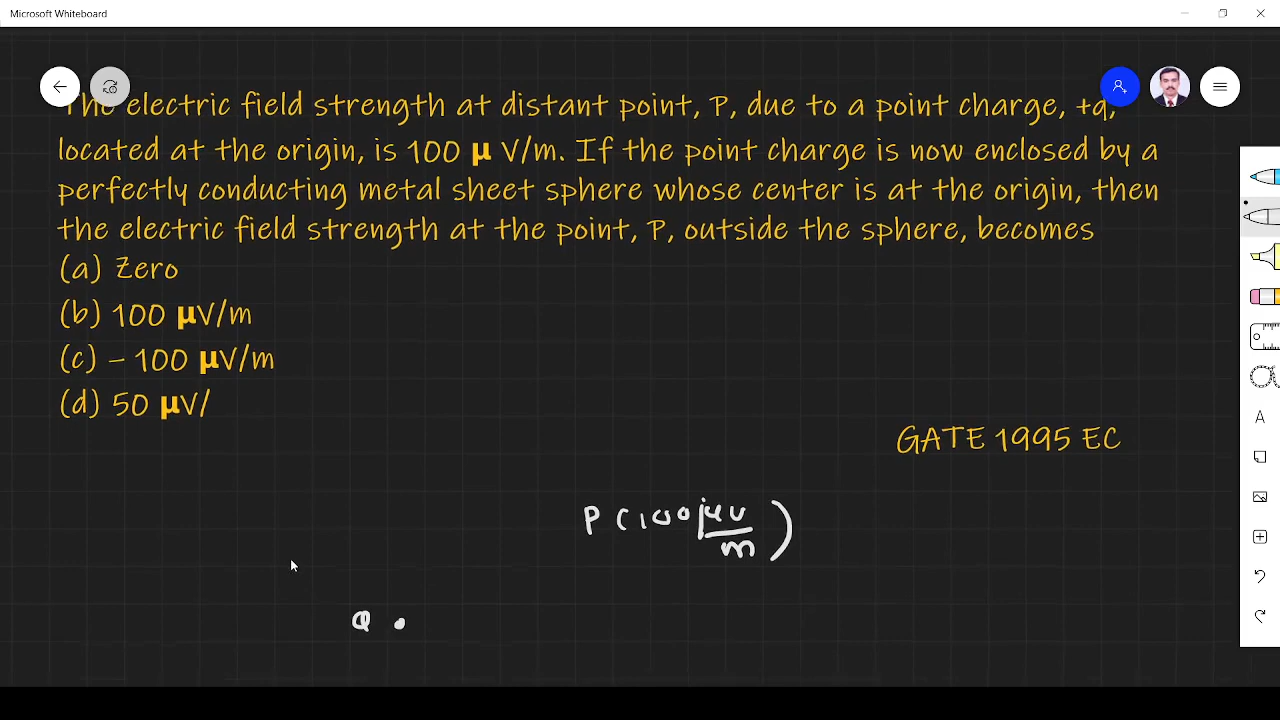 Microsoft Whiteboard
The electric field strength at distant point, P, due to a point charge, +q,
located at the origin, is 100 μ V/m. If the point charge is now enclosed by a
perfectly conducting metal sheet sphere whose center is at the origin, then
the electric field strength at the point, P, outside the sphere, becomes
(a) Zero
(b) 100 μV/m
(c) – 100 μV/m
(d) 50 μV/
GATE 1995 EC
P (100 μv/m)
Q